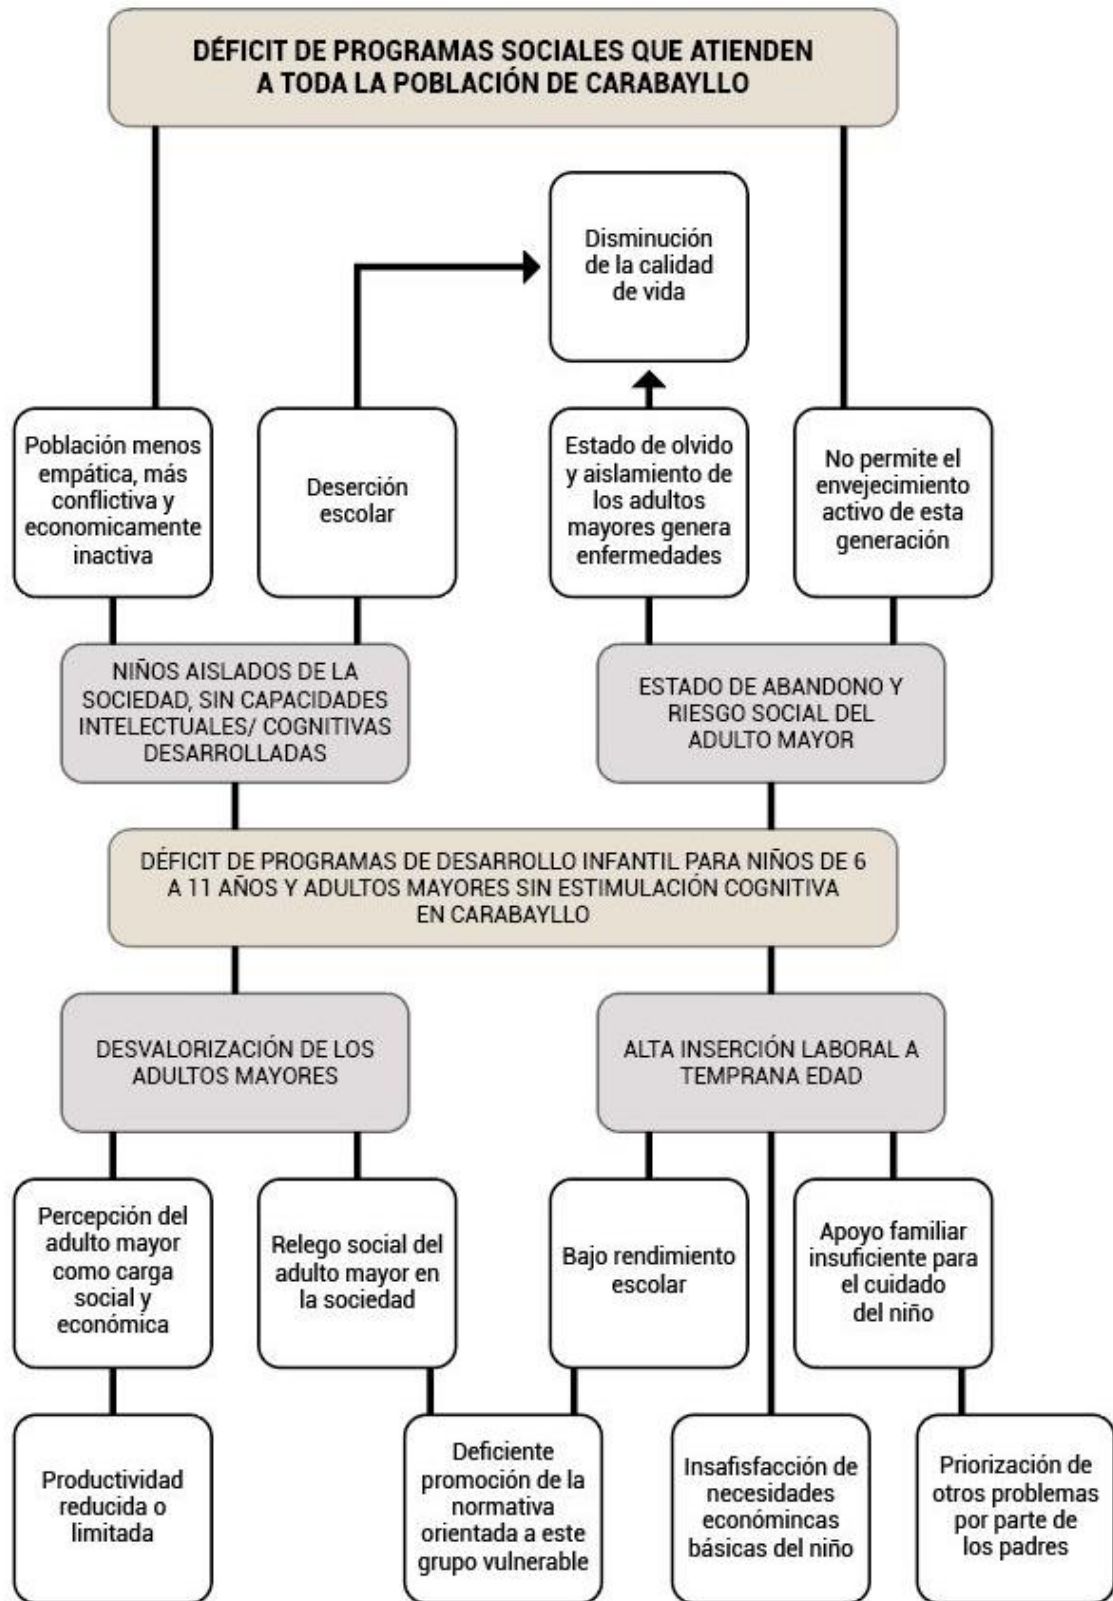 DÉFICIT DE PROGRAMAS SOCIALES QUE ATIENDEN
A TODA LA POBLACIÓN DE CARABAYLLO
Disminución
de la calidad
de vida
Población menos
empática, más
conflictiva y
economicamente
inactiva
Deserción
escolar
Estado de olvido
y aislamiento de
los adultos
mayores genera
enfermedades
No permite el
envejecimiento
activo de esta
generación
NIÑOS AISLADOS DE LA
SOCIEDAD, SIN CAPACIDADES
INTELECTUALES/ COGNITIVAS
DESARROLLADAS
ESTADO DE ABANDONO Y
RIESGO SOCIAL DEL
ADULTO MAYOR
DÉFICIT DE PROGRAMAS DE DESARROLLO INFANTIL PARA NIÑOS DE 6
A 11 AÑOS Y ADULTOS MAYORES SIN ESTIMULACIÓN COGNITIVA
EN CARABAYLLO
DESVALORIZACIÓN DE LOS
ADULTOS MAYORES
ALTA INSERCIÓN LABORAL A
TEMPRANA EDAD
Percepción del
adulto mayor
como carga
social y
económica
Relego social del
adulto mayor en
la sociedad
Bajo rendimiento
escolar
Apoyo familiar
insuficiente para
el cuidado
del niño
Productividad
reducida o
limitada
Deficiente
promoción de la
normativa
orientada a este
grupo vulnerable
Insafisfacción de
necesidades
económincas
básicas del niño
Priorización de
otros problemas
por parte de
los padres